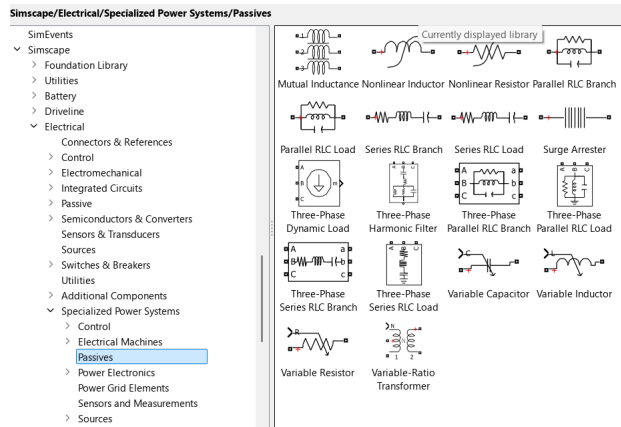 Simscape/Electrical/Specialized Power Systems/Passives
SimEvents
Simscape
Foundation Library
Utilities
Battery
Driveline
Electrical
Connectors & References
Control
Electromechanical
Integrated Circuits
Passive
Semiconductors & Converters
Sensors & Transducers
Sources
Switches & Breakers
Utilities
Additional Components
Specialized Power Systems
Control
Electrical Machines
Passives
Power Electronics
Power Grid Elements
Sensors and Measurements
Sources
Currently displayed library
1
2
3
Mutual Inductance Nonlinear Inductor Nonlinear Resistor Parallel RLC Branch
Parallel RLC Load Series RLC Branch Series RLC Load Surge Arrester
A
B
C
m
A B C
A a
B b
C c
A B C
Three-Phase Three-Phase Three-Phase Three-Phase
Dynamic Load Harmonic Filter Parallel RLC Branch Parallel RLC Load
A a
B b
C c
A B C
C
L
Three-Phase Three-Phase Variable Capacitor Variable Inductor
Series RLC Branch Series RLC Load
R
N
1 2
Variable Resistor Variable-Ratio
Transformer